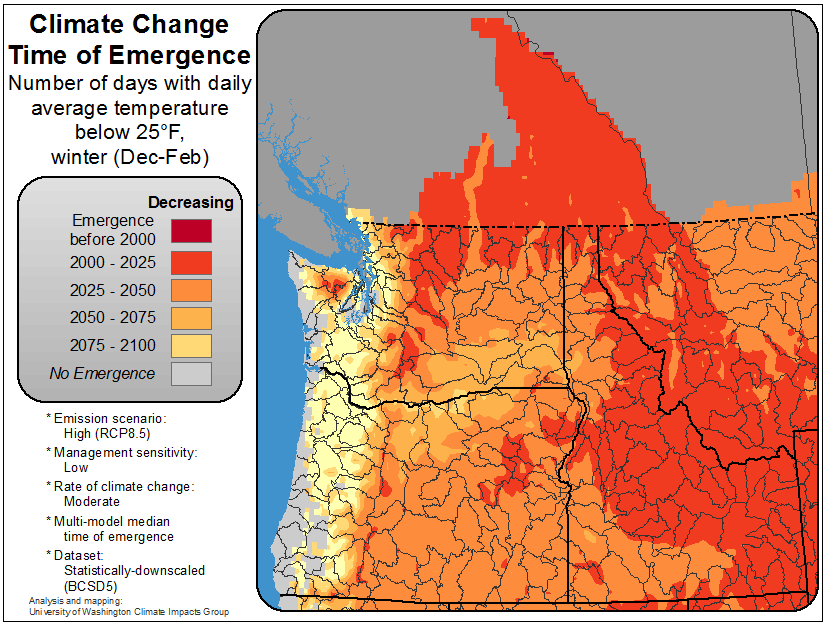 Climate Change
Time of Emergence
Number of days with daily
average temperature
below 25°F,
winter (Dec-Feb)
Decreasing
Emergence
before 2000
2000 - 2025
2025 - 2050
2050 - 2075
2075 - 2100
No Emergence
* Emission scenario:
High (RCP8.5)
* Management sensitivity:
Low
* Rate of climate change:
Moderate
* Multi-model median
time of emergence
* Dataset:
Statistically-downscaled
(BCSD5)
Analysis and mapping:
University of Washington Climate Impacts Group